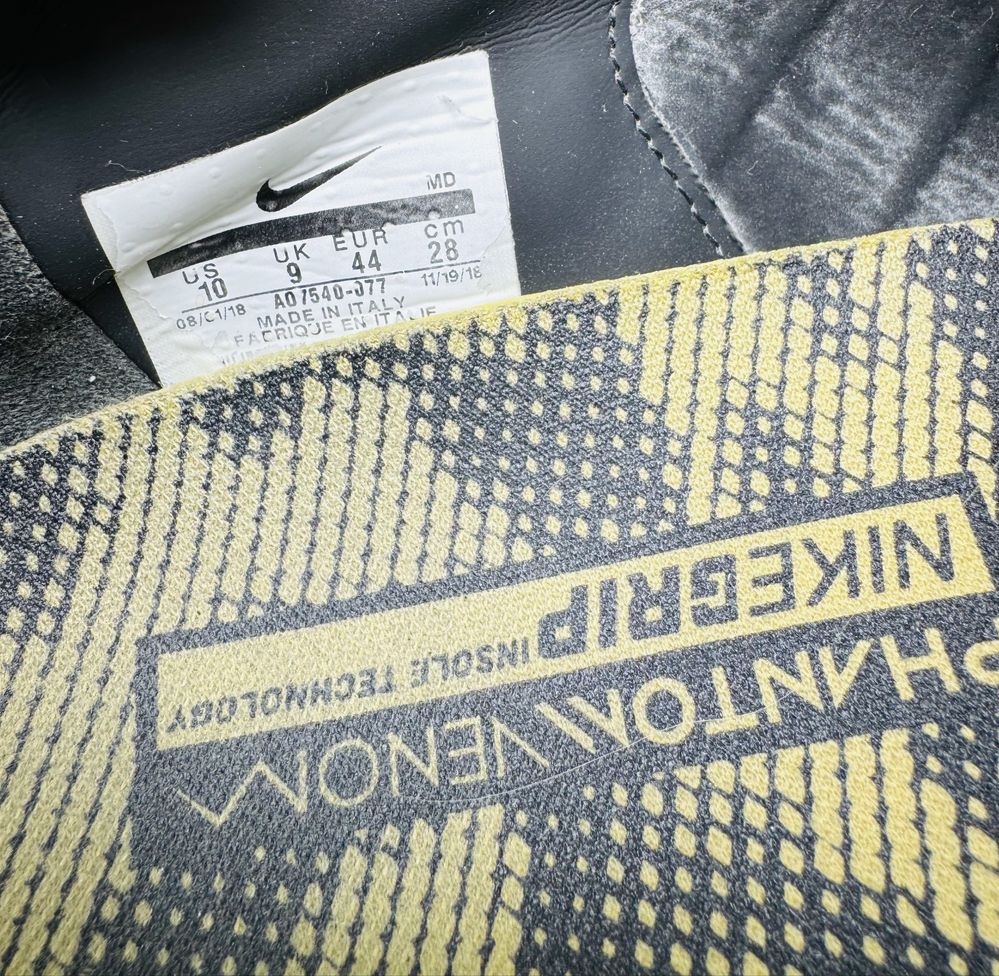 MD
US UK EUR cm
10 9 44 28
AO7540-077
08/01/18 11/19/18
MADE IN ITALY
FABRIQUE EN ITALIE
NIKEGRIP
INSOLE TECHNOLOGY
PHANTOM VENOM